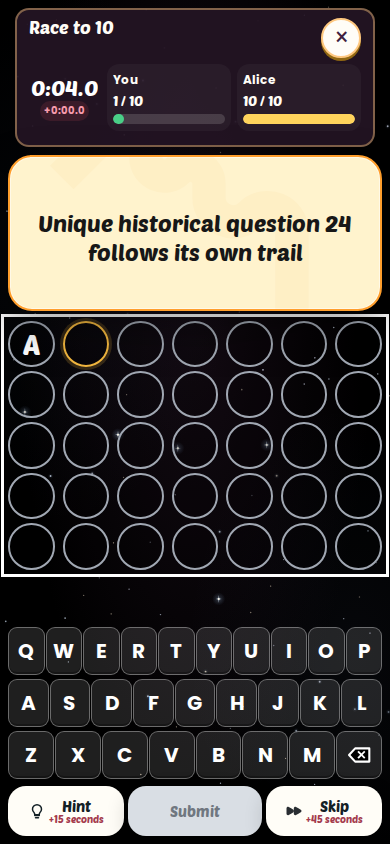 Race to 10
×
0:04.0
+0:00.0
You
1 / 10
Alice
10 / 10
Unique historical question 24
follows its own trail
A
Q W E R T Y U I O P
A S D F G H J K L
Z X C V B N M
Hint
+15 seconds
Submit
Skip
+45 seconds